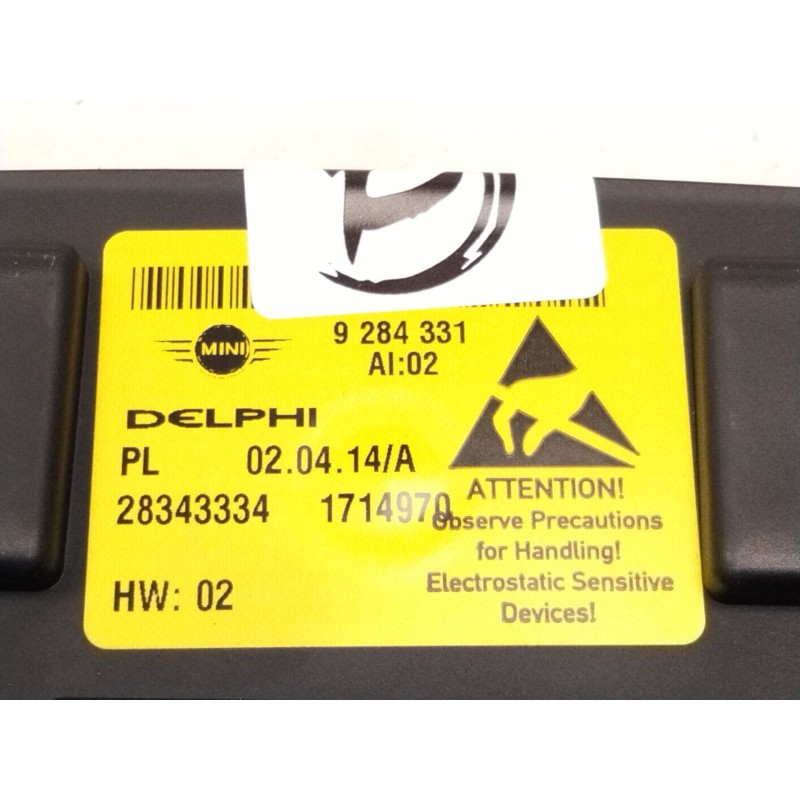 9 284 331
MINI
AI:02
DELPHI
PL 02.04.14/A
28343334 1714970
HW: 02
ATTENTION!
Observe Precautions
for Handling!
Electrostatic Sensitive
Devices!